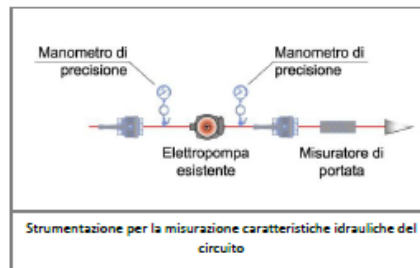 Manometro di
precisione
Manometro di
precisione
Elettropompa
esistente
Misuratore di
portata
Strumentazione per la misurazione caratteristiche idrauliche del
circuito